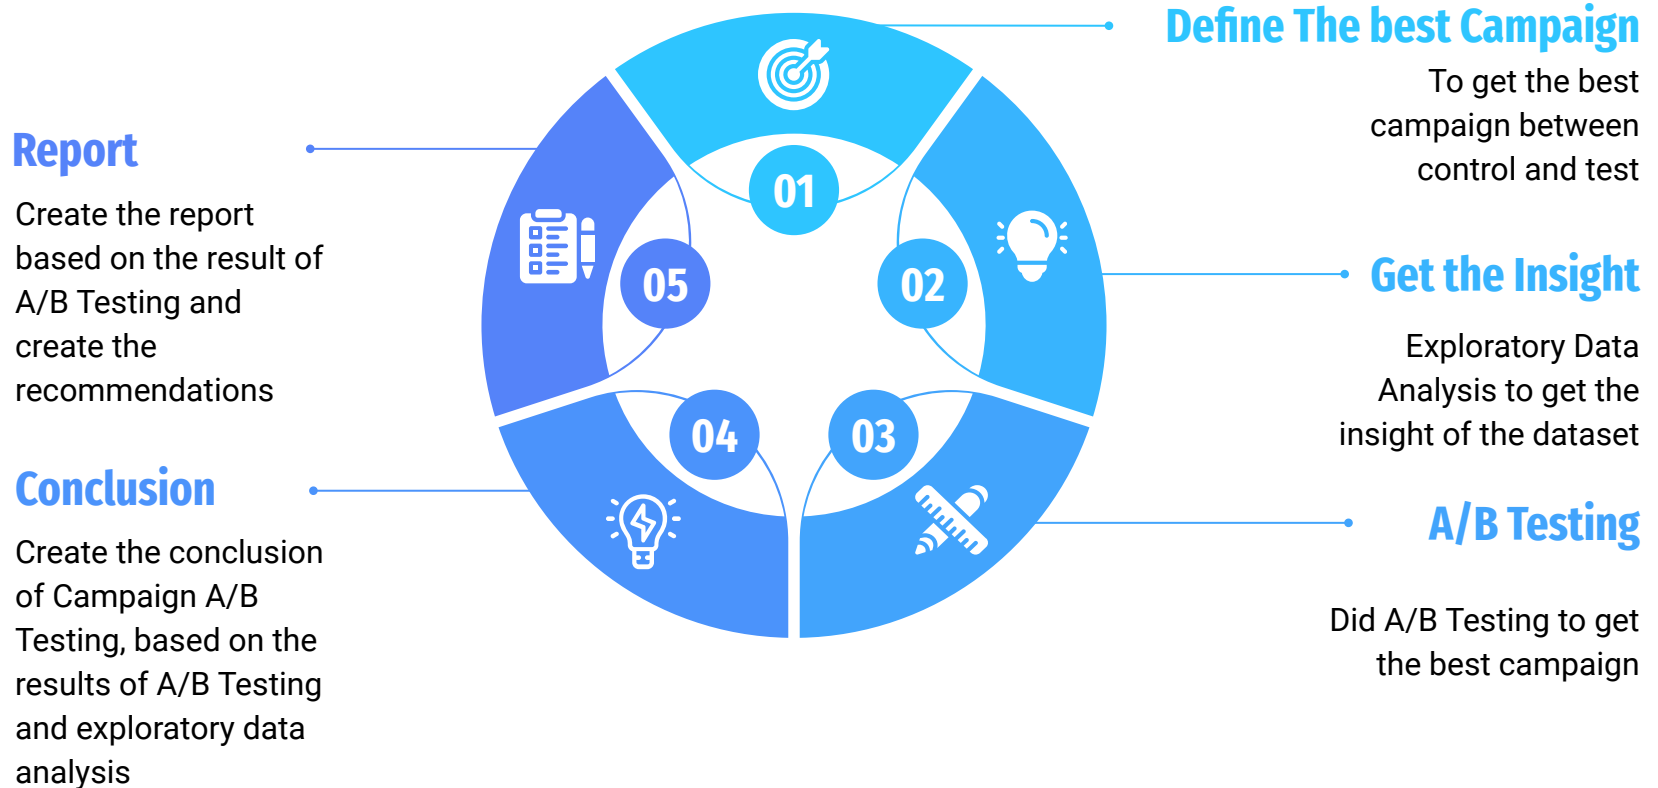 Define The best Campaign
To get the best
campaign between
control and test
01
Get the Insight
Exploratory Data
Analysis to get the
insight of the dataset
02
A/B Testing
Did A/B Testing to get
the best campaign
03
Conclusion
Create the conclusion
of Campaign A/B
Testing, based on the
results of A/B Testing
and exploratory data
analysis
04
Report
Create the report
based on the result of
A/B Testing and
create the
recommendations
05